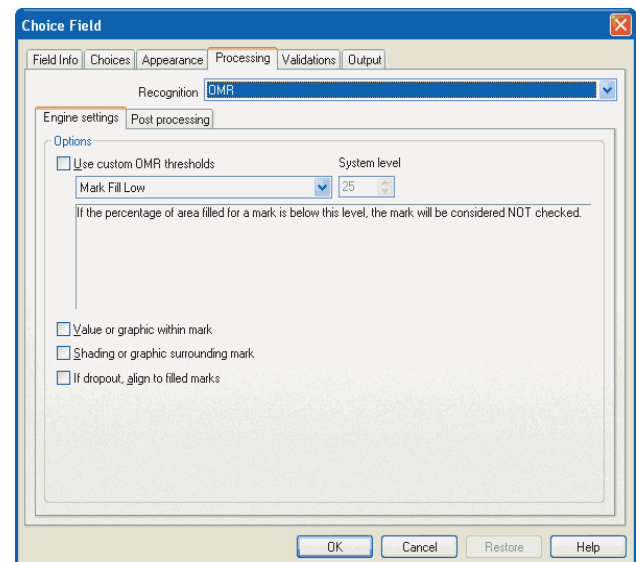 Choice Field
Field Info Choices Appearance Processing Validations Output
Recognition OMR
Engine settings Post processing
Options
Use custom OMR thresholds System level
Mark Fill Low 25
If the percentage of area filled for a mark is below this level, the mark will be considered NOT checked.
Value or graphic within mark
Shading or graphic surrounding mark
If dropout, align to filled marks
OK Cancel Restore Help